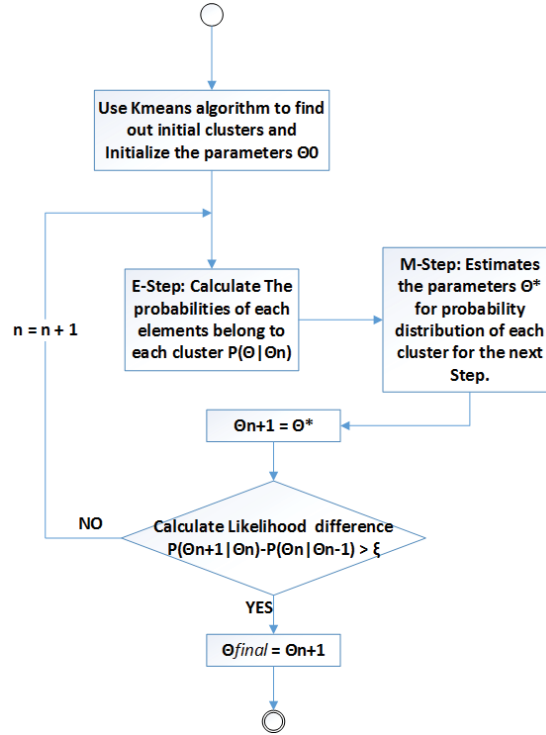 Use Kmeans algorithm to find
out initial clusters and
Initialize the parameters Θ0
E-Step: Calculate The
probabilities of each
elements belong to
each cluster P(Θ|Θn)
M-Step: Estimates
the parameters Θ*
for probability
distribution of each
cluster for the next
Step.
n = n + 1
Θn+1 = Θ*
NO
Calculate Likelihood difference
P(Θn+1|Θn)-P(Θn|Θn-1) > ξ
YES
Θfinal = Θn+1